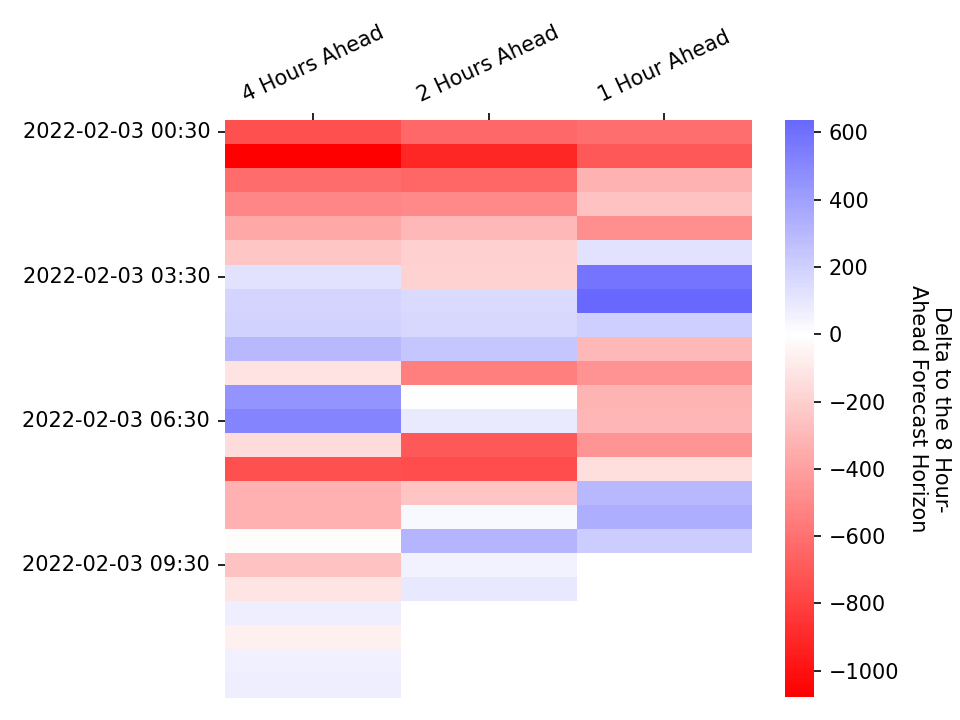 4 Hours Ahead
2 Hours Ahead
1 Hour Ahead
2022-02-03 00:30
2022-02-03 03:30
2022-02-03 06:30
2022-02-03 09:30
600
400
200
0
−200
−400
−600
−800
−1000
Delta to the 8 Hour-
Ahead Forecast Horizon